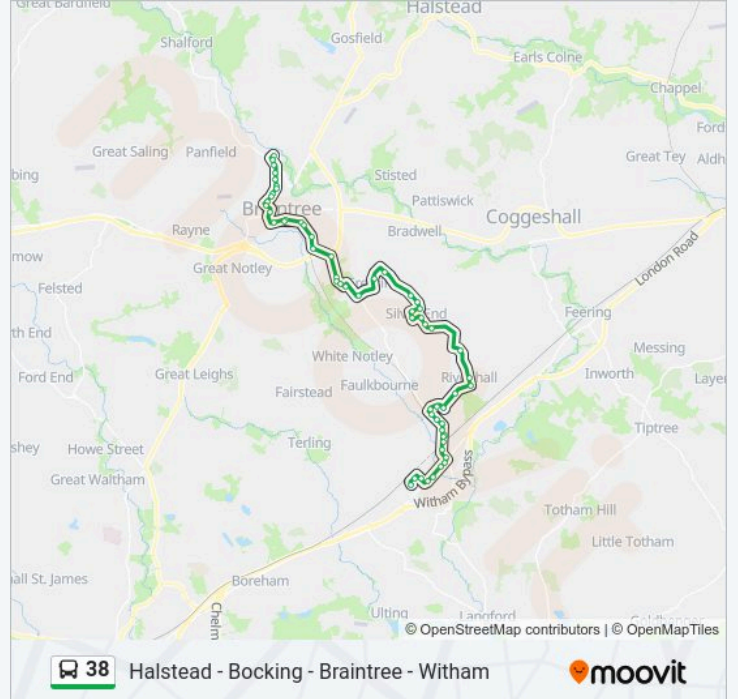 Great Bardfield
Halstead
Shalford
Gosfield
Earls Colne
Chappel
Ford
Great Saling
Panfield
Great Tey
Aldh
bing
Stisted
Pattiswick
Braintree
Coggeshall
Rayne
Bradwell
mow
Great Notley
London Road
Felsted
Silver End
Feering
th End
White Notley
Messing
Ford End
Great Leighs
Faulkbourne
Rivenhall
Inworth
Laye
Fairstead
Tiptree
shey
Howe Street
Terling
Great Waltham
Witham Bypass
Totham Hill
Little Totham
all St. James
Boreham
Chelm
Ulting
Langford
© OpenStreetMap contributors | © OpenMapTiles
38 Halstead - Bocking - Braintree - Witham
moovit